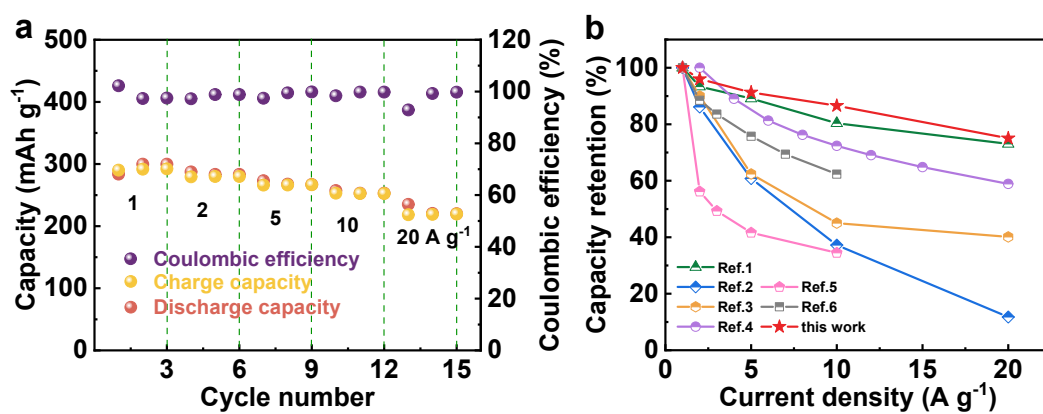 a
500
400
300
200
100
0
Capacity (mAh g⁻¹)
120
100
80
60
40
20
0
Coulombic efficiency (%)
1
2
5
10
20 A g⁻¹
Coulombic efficiency
Charge capacity
Discharge capacity
3
6
9
12
15
Cycle number
b
100
80
60
40
20
0
Capacity retention (%)
Ref.1
Ref.2
Ref.3
Ref.4
Ref.5
Ref.6
this work
0
5
10
15
20
Current density (A g⁻¹)